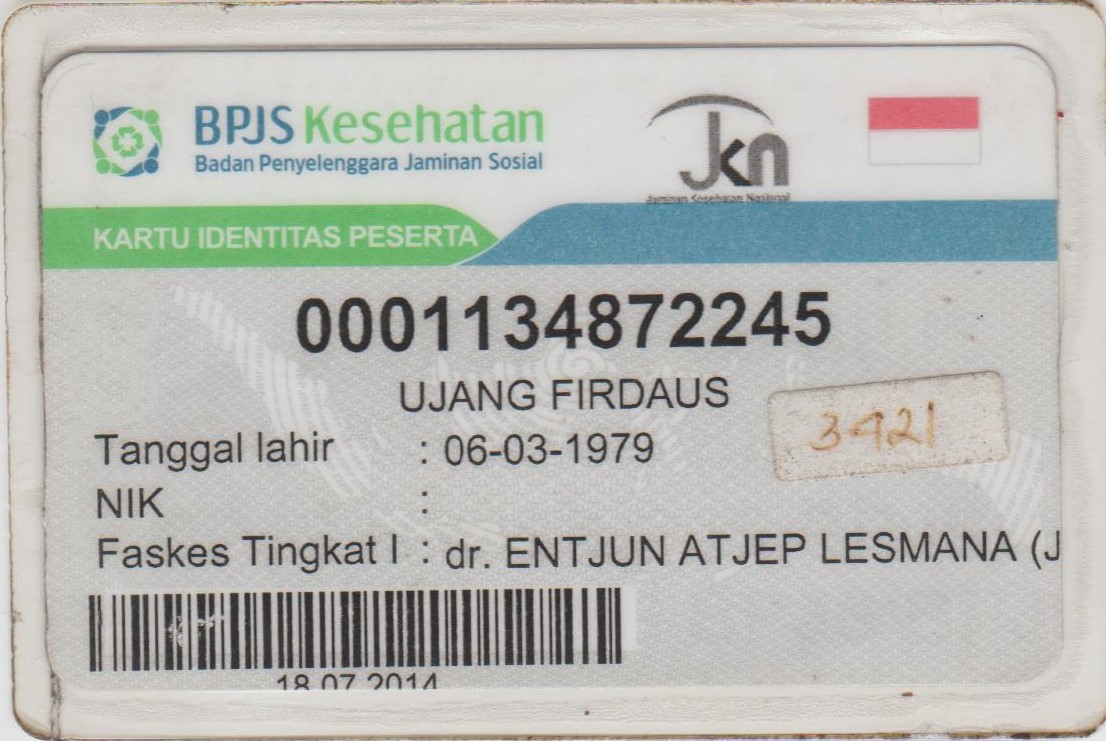 BPJS Kesehatan
Badan Penyelenggara Jaminan Sosial
JKN
Jaminan Kesehatan Nasional
KARTU IDENTITAS PESERTA
0001134872245
UJANG FIRDAUS
3421
Tanggal lahir : 06-03-1979
NIK :
Faskes Tingkat I : dr. ENTJUN ATJEP LESMANA (J
18.07.2014